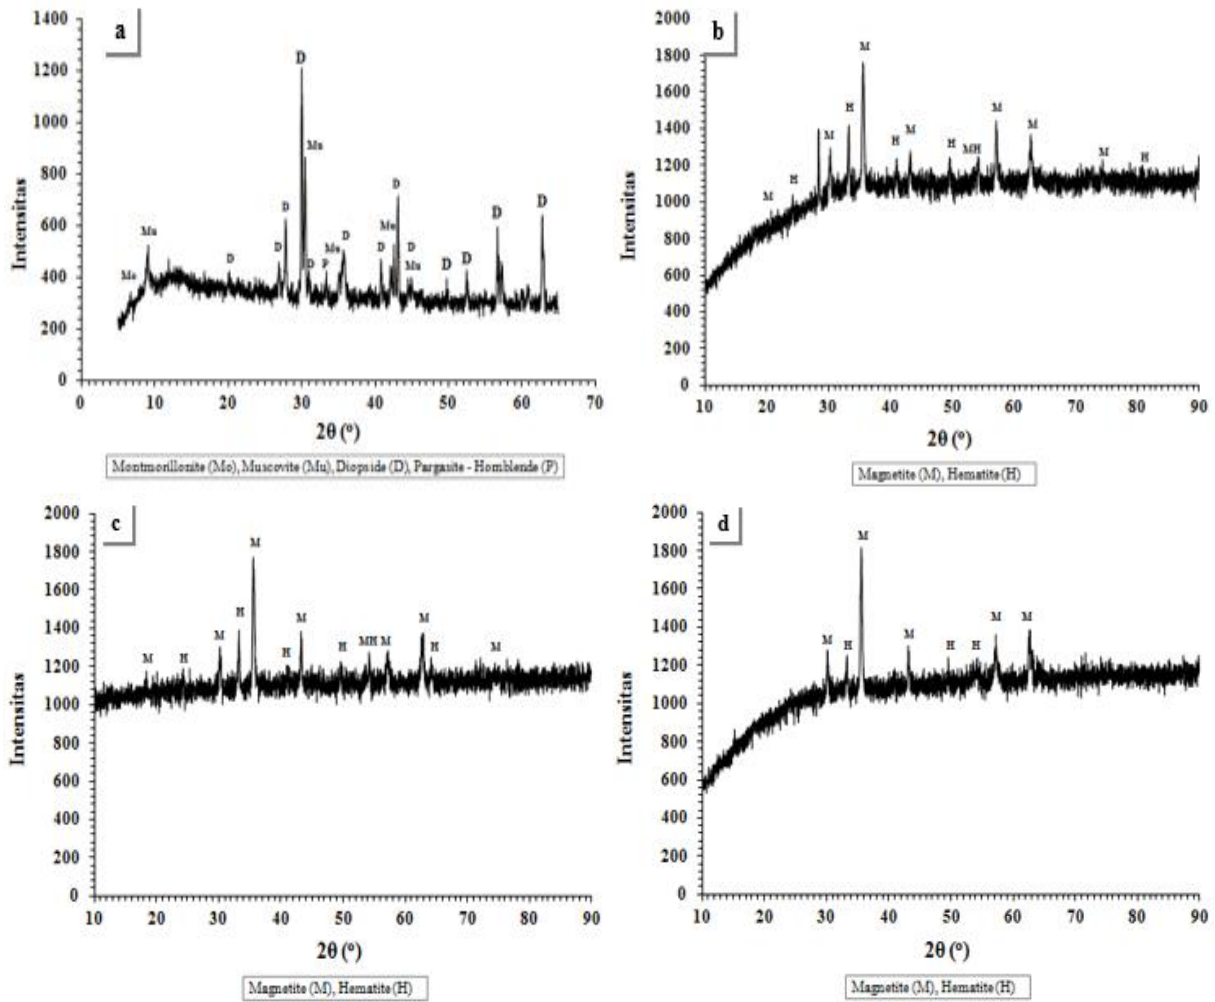 a
1400
1200
1000
800
600
400
200
0
Intensitas
Mo
Mu
D
D
D
D
Mu
D
P
Mo
D
D
Mo
D
D
Mu
D
D
D
D
0 10 20 30 40 50 60 70
2θ (°)
Montmorillonite (Mo), Muscovite (Mu), Diopside (D), Pargasite - Hornblende (P)
b
2000
1800
1600
1400
1200
1000
800
600
400
200
0
Intensitas
M
H
M
H
M
H
M
H
MH
M
M
M
H
10 20 30 40 50 60 70 80 90
2θ (°)
Magnetite (M), Hematite (H)
c
2000
1800
1600
1400
1200
1000
800
600
400
200
0
Intensitas
M
H
M
H
M
H
M
H
MH
M
M
H
M
10 20 30 40 50 60 70 80 90
2θ (°)
Magnetite (M), Hematite (H)
d
2000
1800
1600
1400
1200
1000
800
600
400
200
0
Intensitas
M
H
M
M
H
H
M
M
10 20 30 40 50 60 70 80 90
2θ (°)
Magnetite (M), Hematite (H)